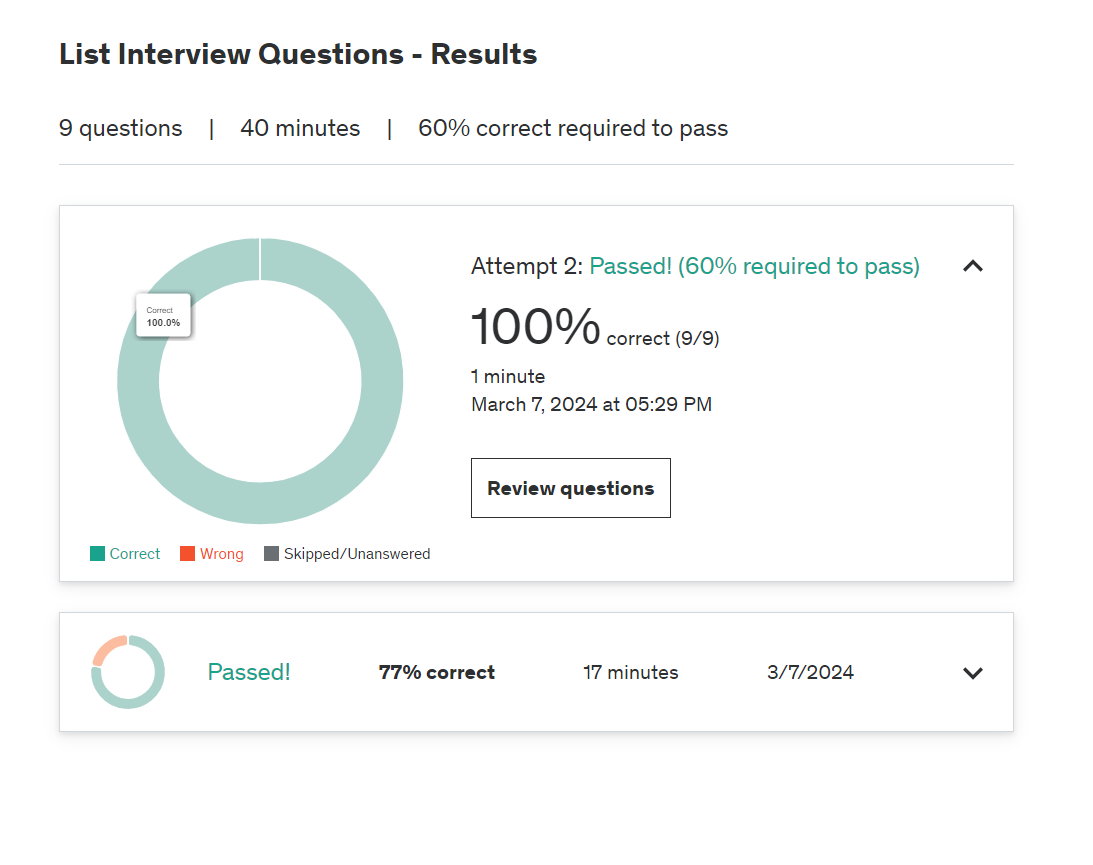 List Interview Questions - Results
9 questions | 40 minutes | 60% correct required to pass
Correct
100.0%
Attempt 2: Passed! (60% required to pass)
100% correct (9/9)
1 minute
March 7, 2024 at 05:29 PM
Review questions
Correct Wrong Skipped/Unanswered
Passed! 77% correct 17 minutes 3/7/2024